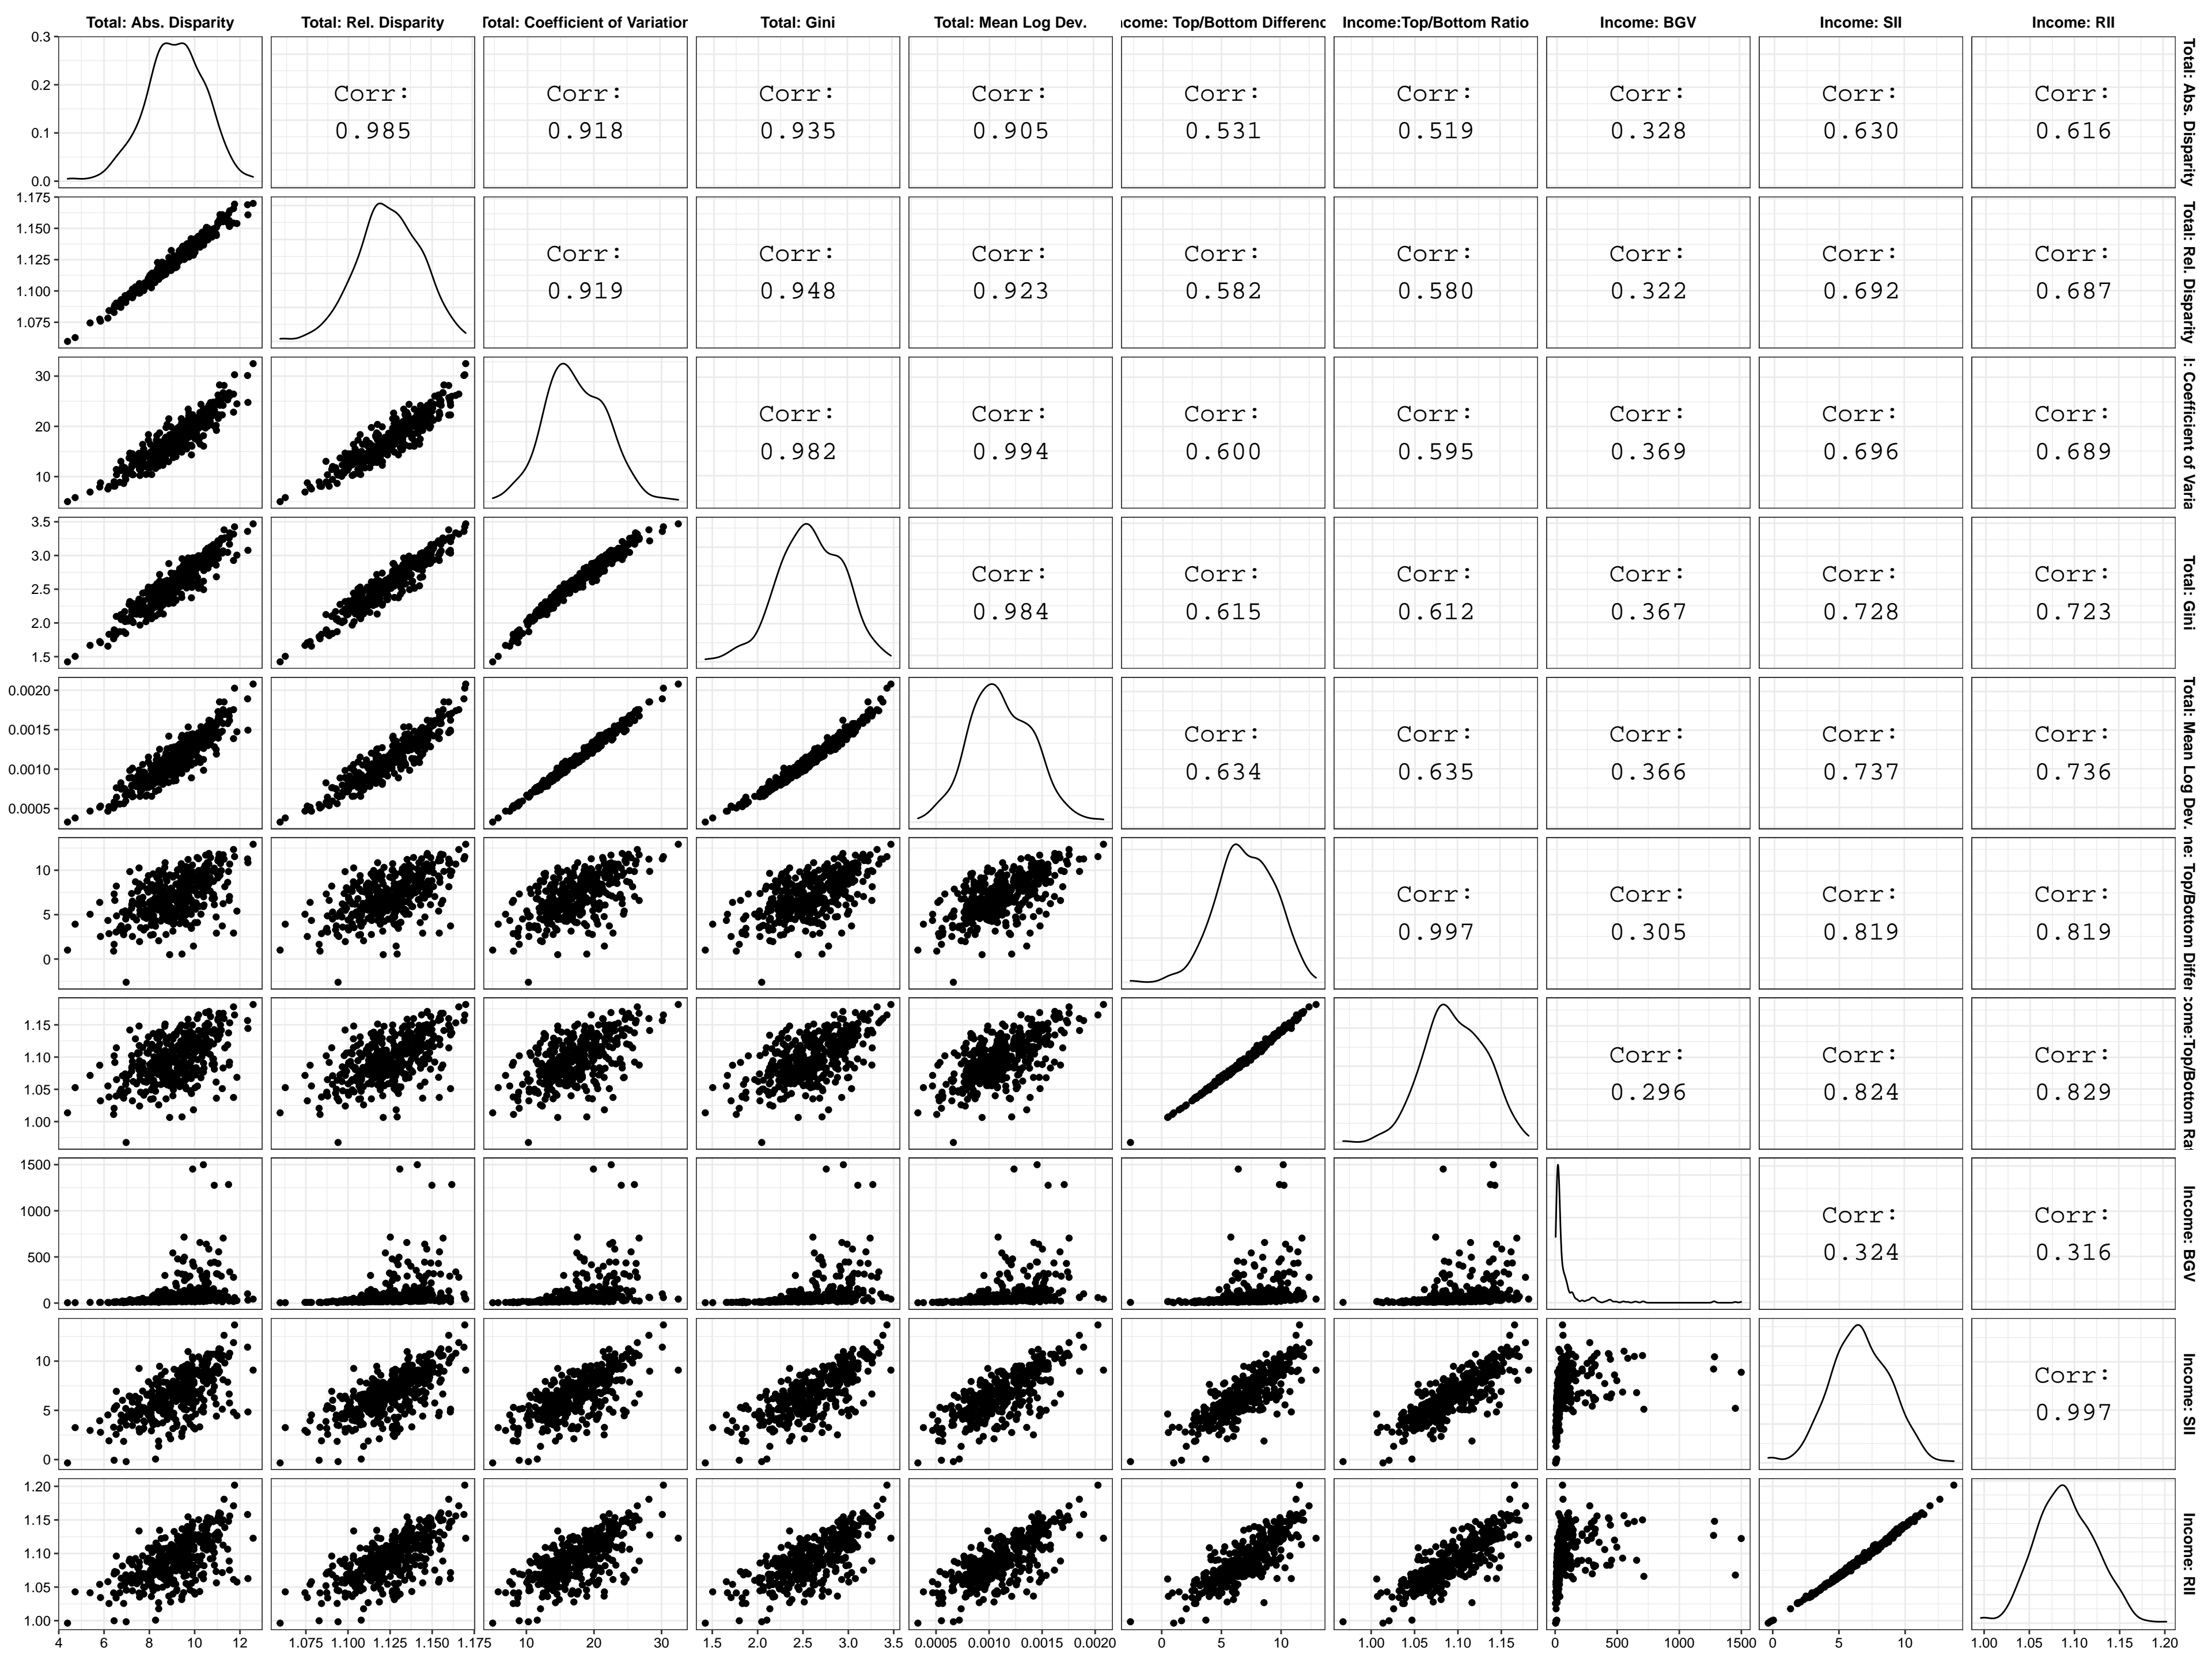 Total: Abs. Disparity Total: Rel. Disparity Total: Coefficient of Variation Total: Gini Total: Mean Log Dev. ncome: Top/Bottom Differenc Income:Top/Bottom Ratio Income: BGV Income: SII Income: RII
0.3
0.2
0.1
0.0
Corr: Corr: Corr: Corr: Corr: Corr: Corr: Corr: Corr:
0.985 0.918 0.935 0.905 0.531 0.519 0.328 0.630 0.616
Total: Abs. Disparity
1.175
1.150
1.125
1.100
1.075
Corr: Corr: Corr: Corr: Corr: Corr: Corr: Corr:
0.919 0.948 0.923 0.582 0.580 0.322 0.692 0.687
Total: Rel. Disparity
30
20
10
Corr: Corr: Corr: Corr: Corr: Corr: Corr:
0.982 0.994 0.600 0.595 0.369 0.696 0.689
l: Coefficient of Varia
3.5
3.0
2.5
2.0
1.5
Corr: Corr: Corr: Corr: Corr: Corr:
0.984 0.615 0.612 0.367 0.728 0.723
Total: Gini
0.0020
0.0015
0.0010
0.0005
Corr: Corr: Corr: Corr: Corr:
0.634 0.635 0.366 0.737 0.736
Total: Mean Log Dev.
10
5
0
Corr: Corr: Corr: Corr:
0.997 0.305 0.819 0.819
ne: Top/Bottom Differ
1.15
1.10
1.05
1.00
Corr: Corr: Corr:
0.296 0.824 0.829
come:Top/Bottom Rat
1500
1000
500
0
Corr: Corr:
0.324 0.316
Income: BGV
10
5
0
Corr:
0.997
Income: SII
1.20
1.15
1.10
1.05
1.00
Income: RII
4 6 8 10 12 1.075 1.100 1.125 1.150 1.175 10 20 30 1.5 2.0 2.5 3.0 3.5 0.0005 0.0010 0.0015 0.0020 0 5 10 1.00 1.05 1.10 1.15 0 500 1000 1500 0 5 10 1.00 1.05 1.10 1.15 1.20